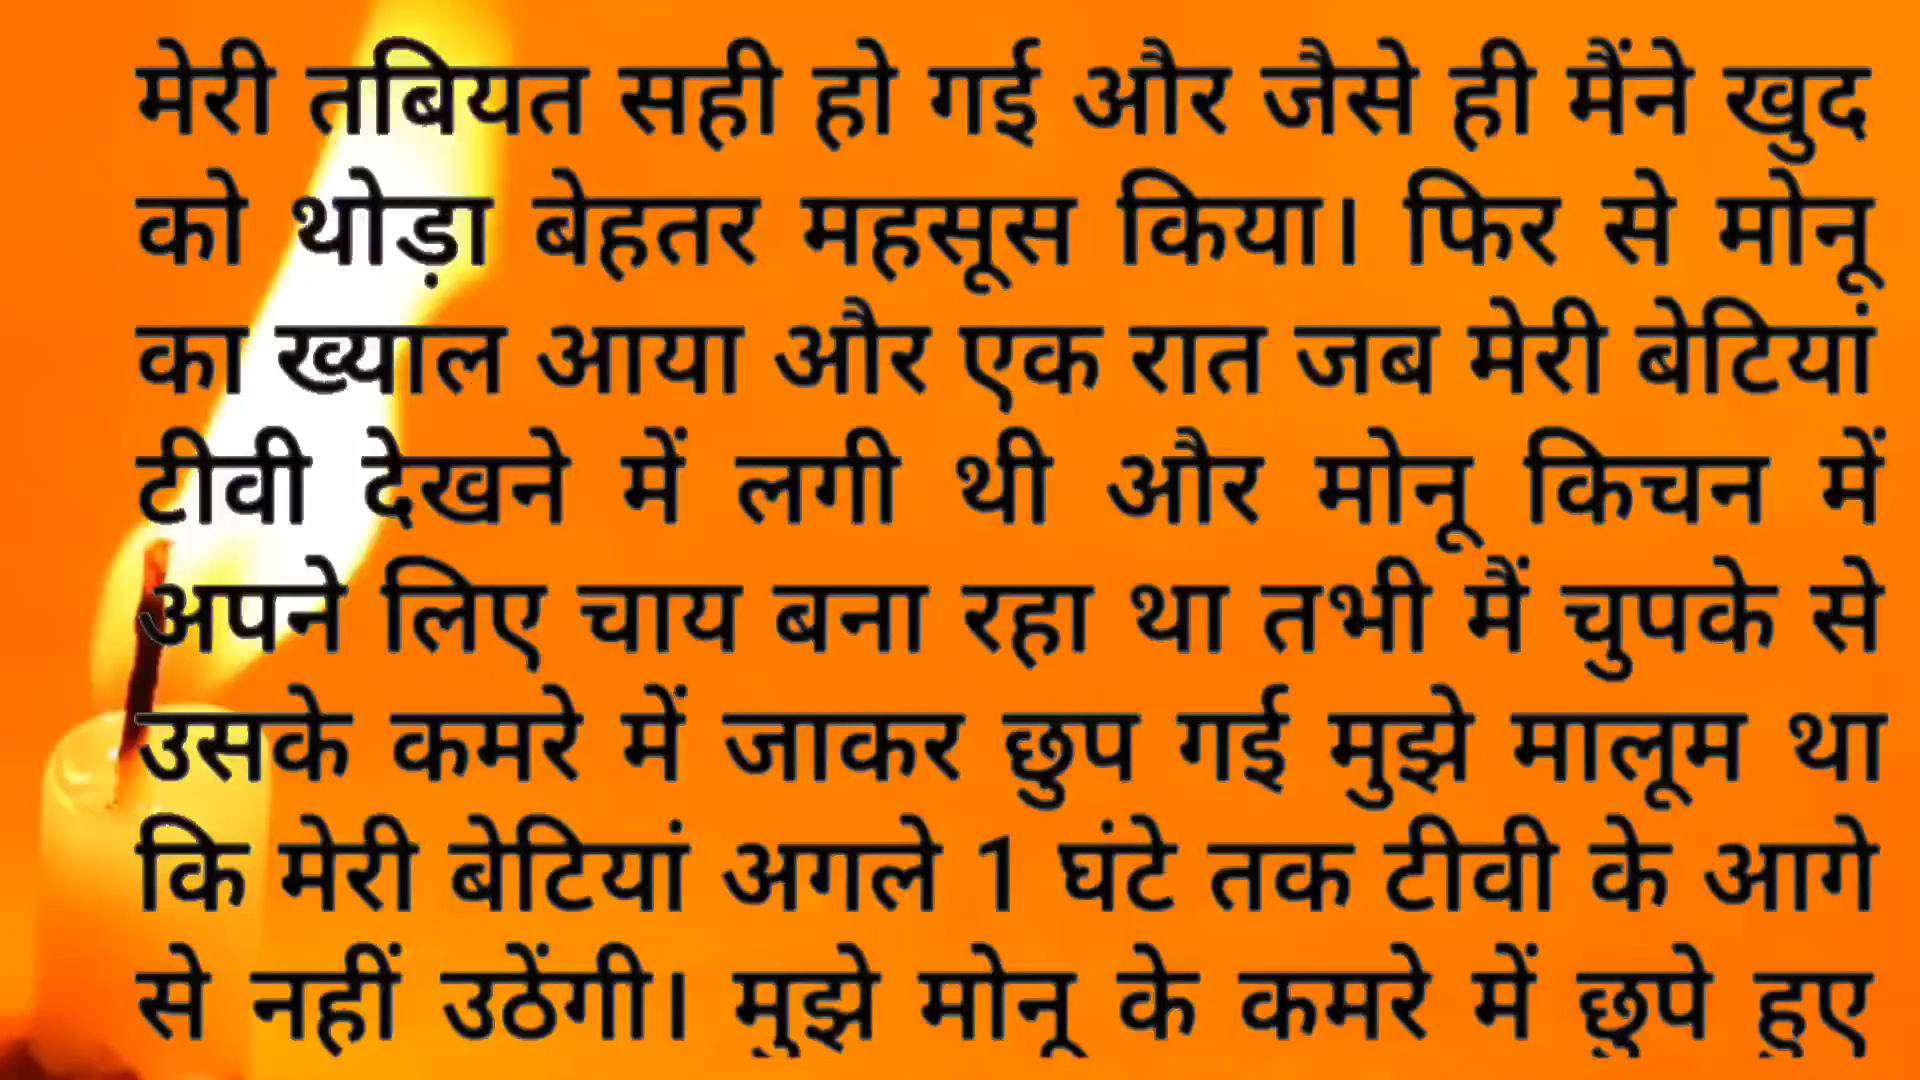 मेरी तबियत सही हो गई और जैसे ही मैंने खुद
को थोड़ा बेहतर महसूस किया। फिर से मोनू
का ख्याल आया और एक रात जब मेरी बेटियां
टीवी देखने में लगी थी और मोनू किचन में
अपने लिए चाय बना रहा था तभी मैं चुपके से
उसके कमरे में जाकर छुप गई मुझे मालूम था
कि मेरी बेटियां अगले 1 घंटे तक टीवी के आगे
से नहीं उठेंगी। मुझे मोनू के कमरे में छुपे हुए